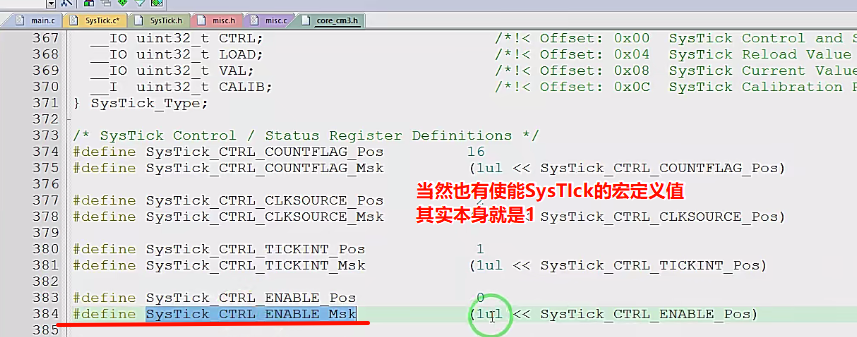 main.c SysTick.c* SysTick.h misc.h misc.c core_cm3.h
367 __IO uint32_t CTRL; /*!< Offset: 0x00 SysTick Control and S
368 __IO uint32_t LOAD; /*!< Offset: 0x04 SysTick Reload Value
369 __IO uint32_t VAL; /*!< Offset: 0x08 SysTick Current Value
370 __I uint32_t CALIB; /*!< Offset: 0x0C SysTick Calibration R
371 } SysTick_Type;
372
373 /* SysTick Control / Status Register Definitions */
374 #define SysTick_CTRL_COUNTFLAG_Pos 16
375 #define SysTick_CTRL_COUNTFLAG_Msk (1ul << SysTick_CTRL_COUNTFLAG_Pos)
376
当然也有使能SysTIck的宏定义值
377 #define SysTick_CTRL_CLKSOURCE_Pos
378 #define SysTick_CTRL_CLKSOURCE_Msk << SysTick_CTRL_CLKSOURCE_Pos)
其实本身就是1
379
380 #define SysTick_CTRL_TICKINT_Pos 1
381 #define SysTick_CTRL_TICKINT_Msk (1ul << SysTick_CTRL_TICKINT_Pos)
382
383 #define SysTick_CTRL_ENABLE_Pos 0
384 #define SysTick_CTRL_ENABLE_Msk (1ul << SysTick_CTRL_ENABLE_Pos)
385